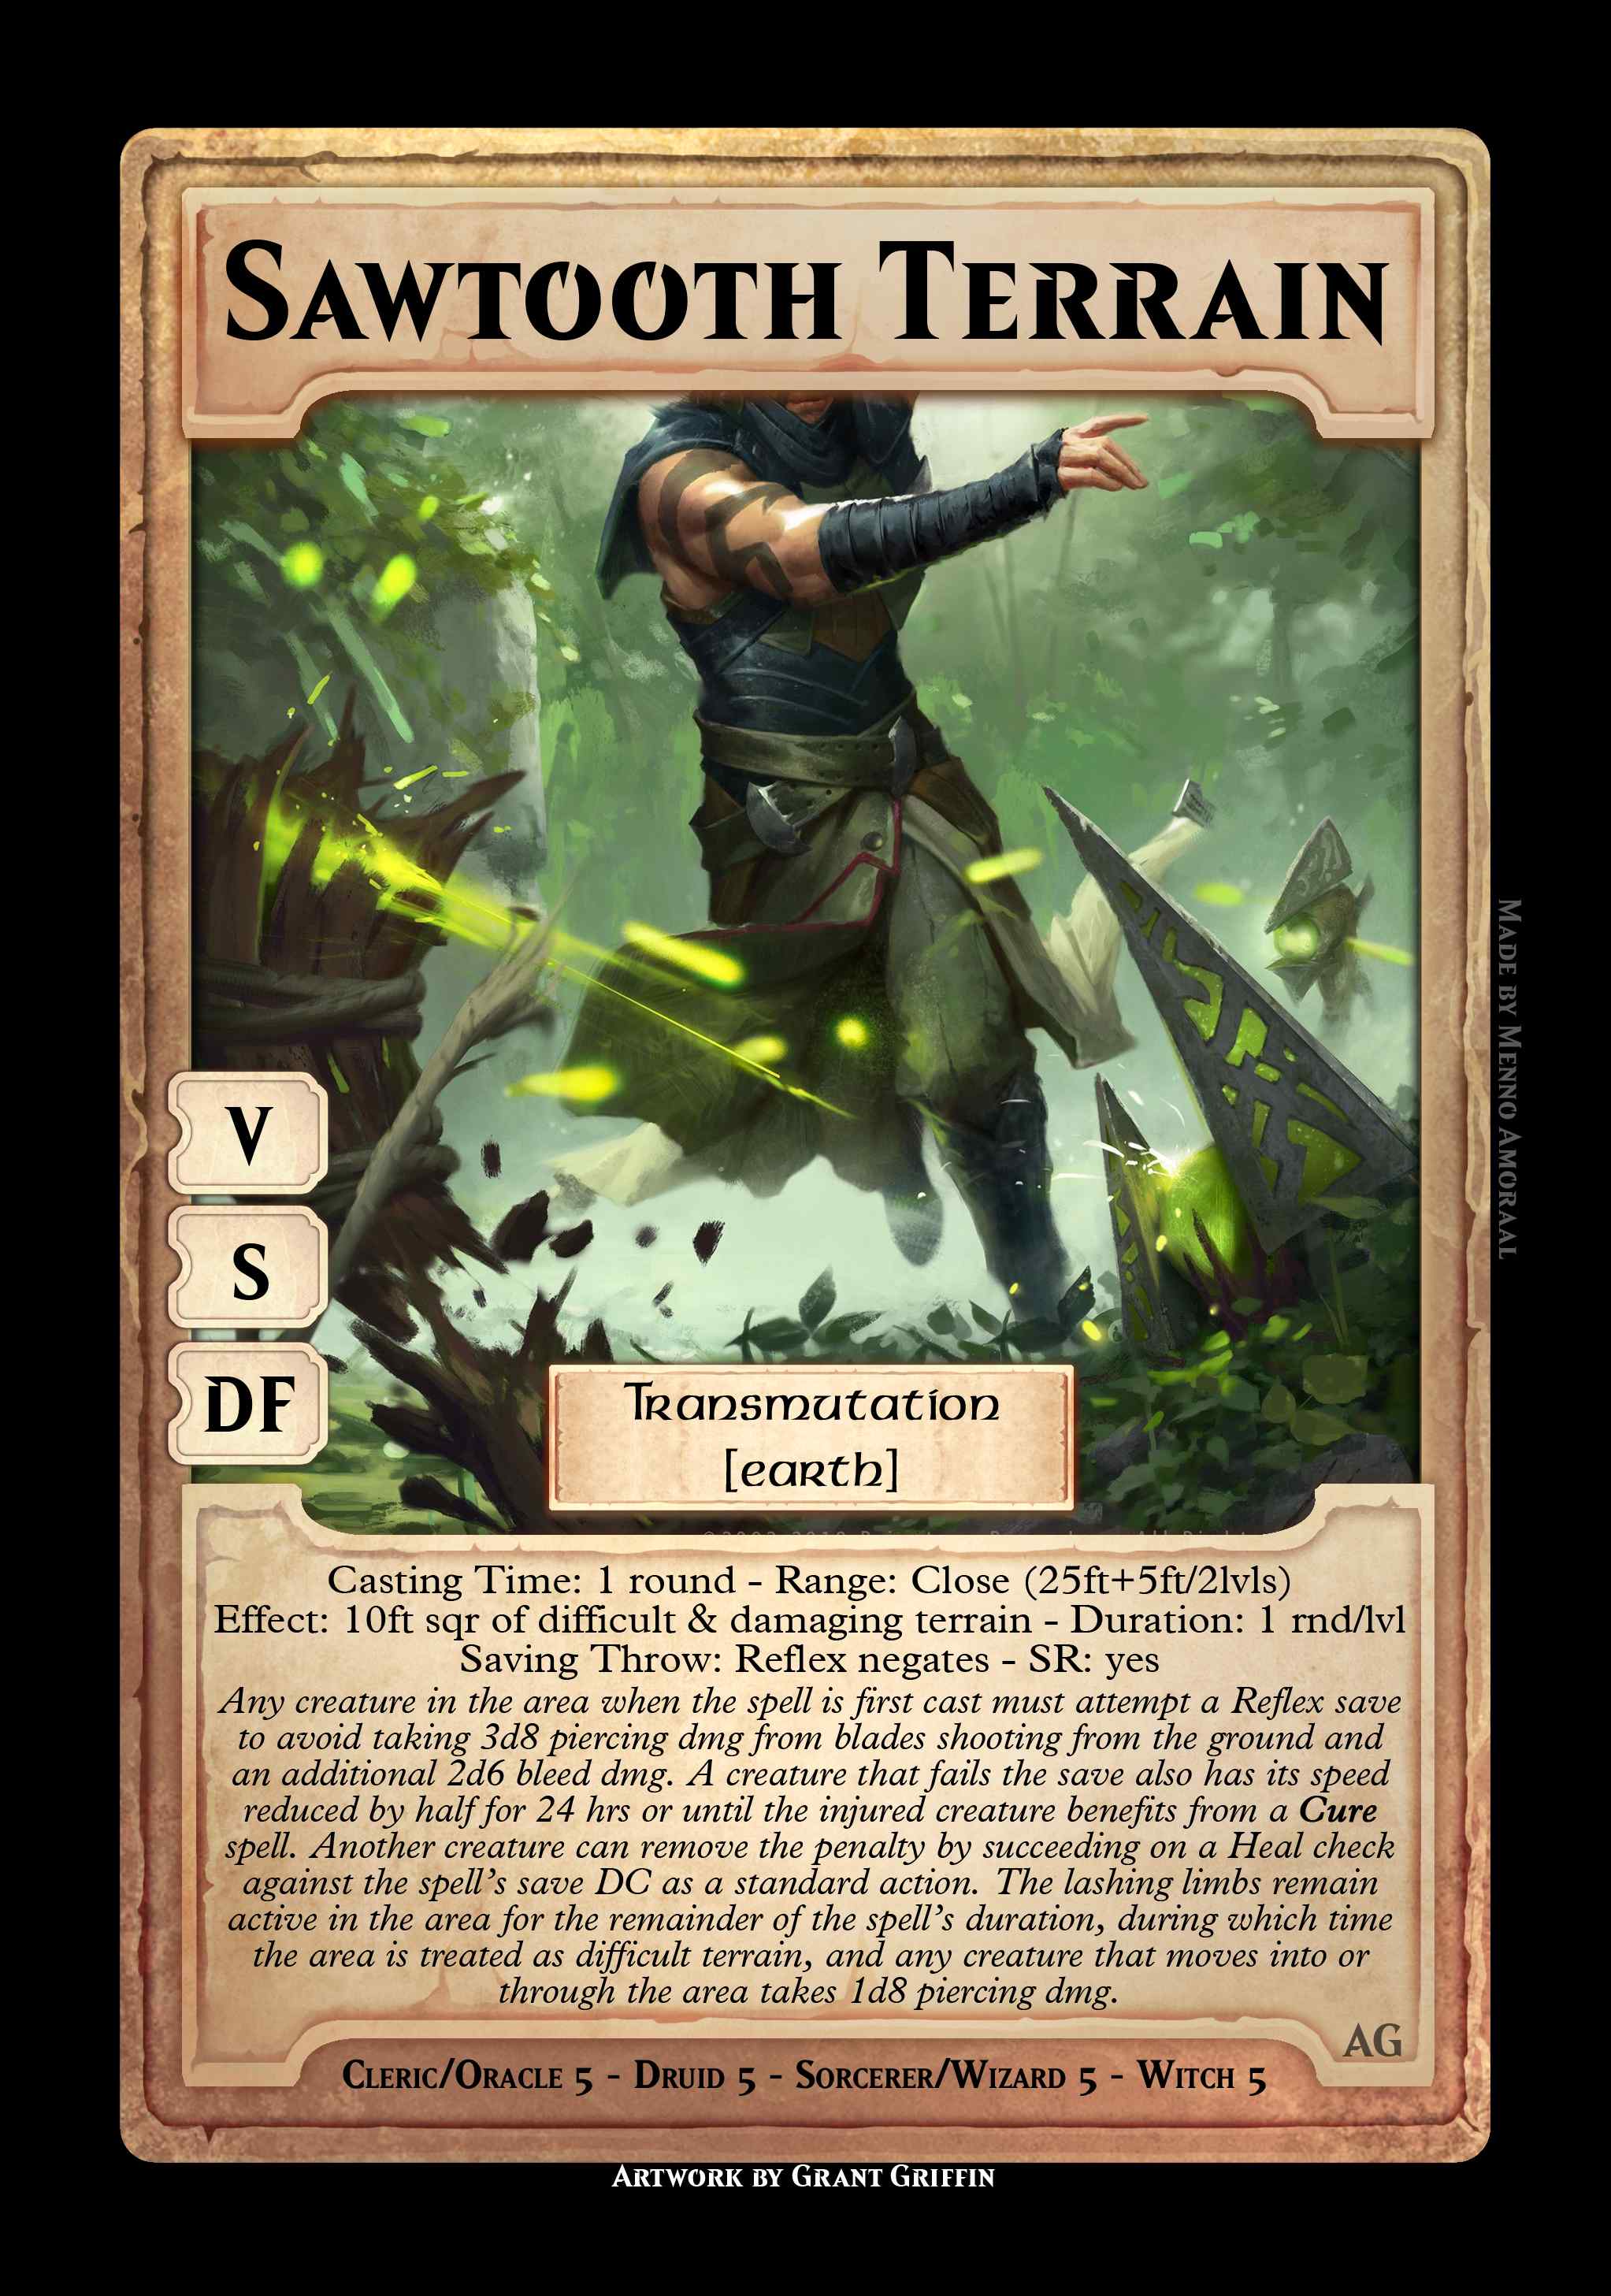 Sawtooth Terrain
V
S
DF
Transmutation
[earth]
Casting Time: 1 round - Range: Close (25ft+5ft/2lvls)
Effect: 10ft sqr of difficult & damaging terrain - Duration: 1 rnd/lvl
Saving Throw: Reflex negates - SR: yes
Any creature in the area when the spell is first cast must attempt a Reflex save
to avoid taking 3d8 piercing dmg from blades shooting from the ground and
an additional 2d6 bleed dmg. A creature that fails the save also has its speed
reduced by half for 24 hrs or until the injured creature benefits from a Cure
spell. Another creature can remove the penalty by succeeding on a Heal check
against the spell's save DC as a standard action. The lashing limbs remain
active in the area for the remainder of the spell's duration, during which time
the area is treated as difficult terrain, and any creature that moves into or
through the area takes 1d8 piercing dmg.
AG
Cleric/Oracle 5 - Druid 5 - Sorcerer/Wizard 5 - Witch 5
Artwork by Grant Griffin
Made by Menno Amoraal